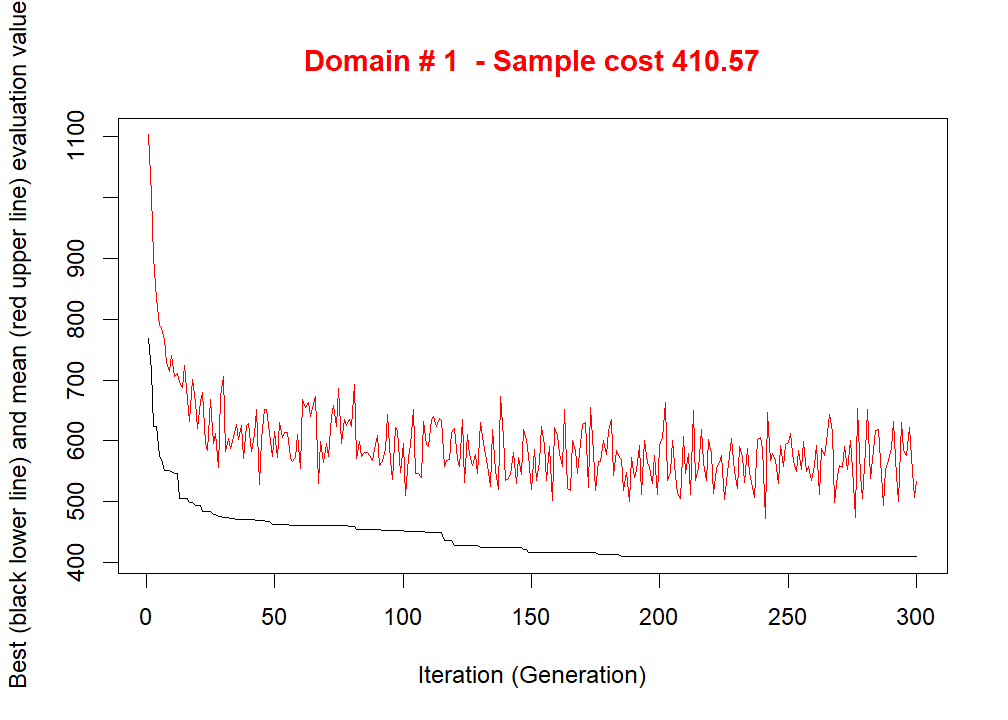 Domain # 1  - Sample cost 410.57
Best (black lower line) and mean (red upper line) evaluation value
1100
900
800
700
600
500
400
0 50 100 150 200 250 300
Iteration (Generation)